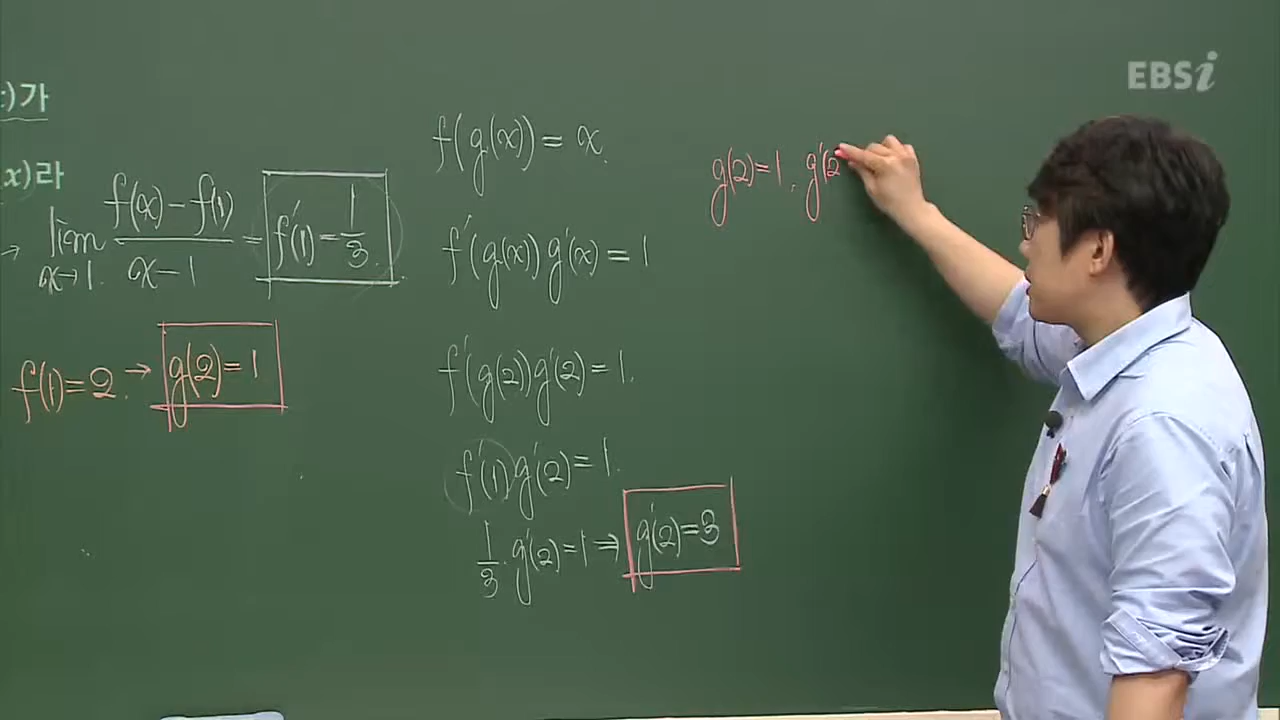 :)가
x)라
lim x→1. f(x)-f(1) / x-1 = f'(1)=1/3.
f(1)=2. → g(2)=1
f(g(x))=x.
f'(g(x))g'(x)=1
f'(g(2))g'(2)=1.
f'(1)g'(2)=1.
1/3·g'(2)=1 ⇒ g'(2)=3
g(2)=1, g'(2
EBSi